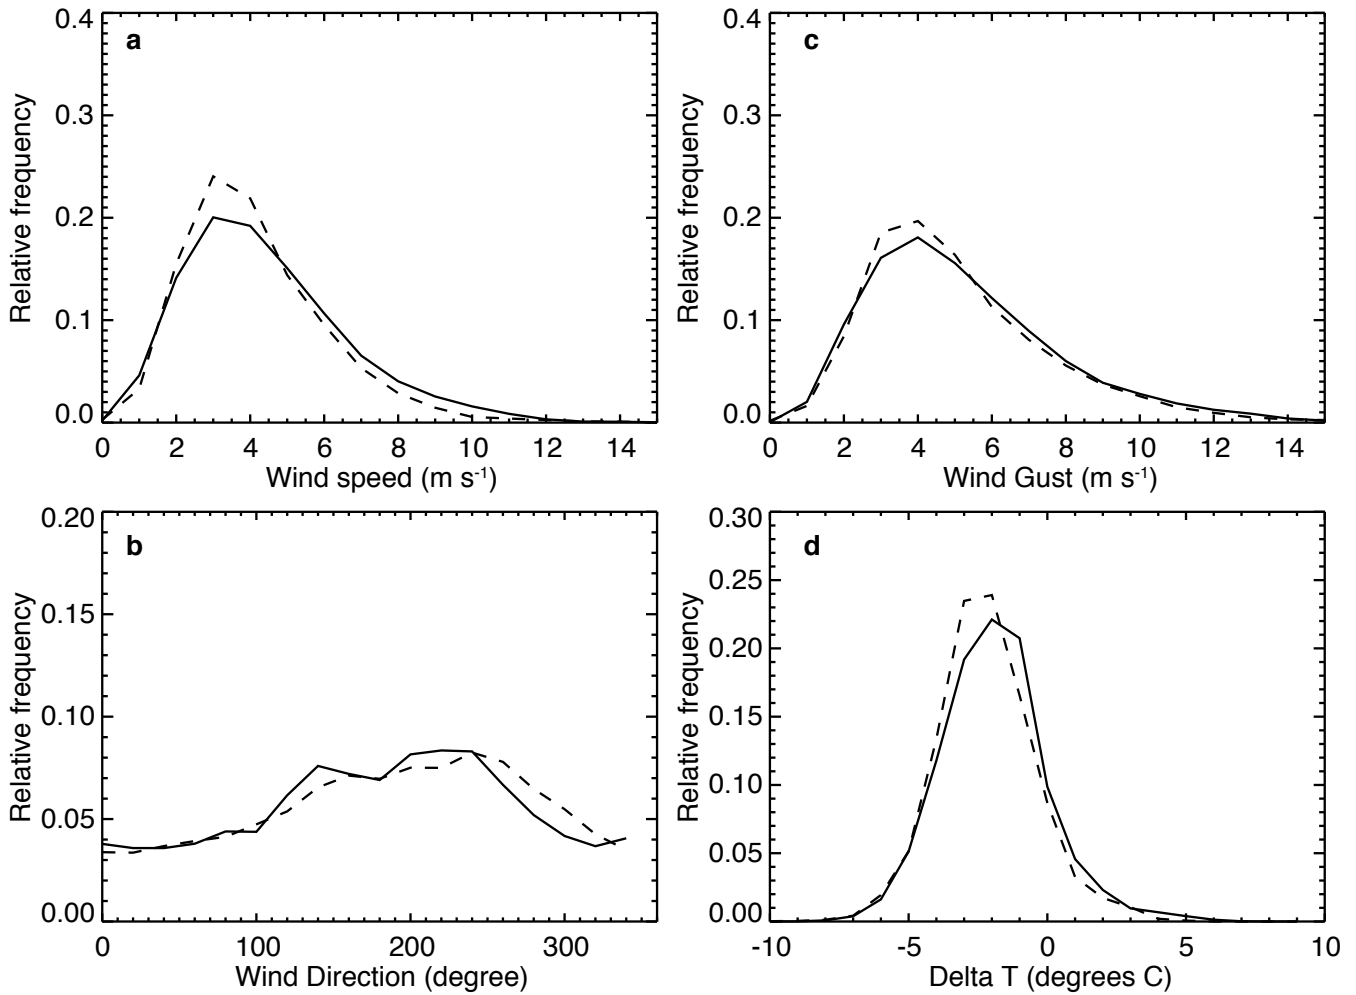 a
0.4
0.3
0.2
0.1
0.0
Relative frequency
0 2 4 6 8 10 12 14
Wind speed (m s⁻¹)
c
0.4
0.3
0.2
0.1
0.0
Relative frequency
0 2 4 6 8 10 12 14
Wind Gust (m s⁻¹)
b
0.20
0.15
0.10
0.05
0.00
Relative frequency
0 100 200 300
Wind Direction (degree)
d
0.30
0.25
0.20
0.15
0.10
0.05
0.00
Relative frequency
-10 -5 0 5 10
Delta T (degrees C)